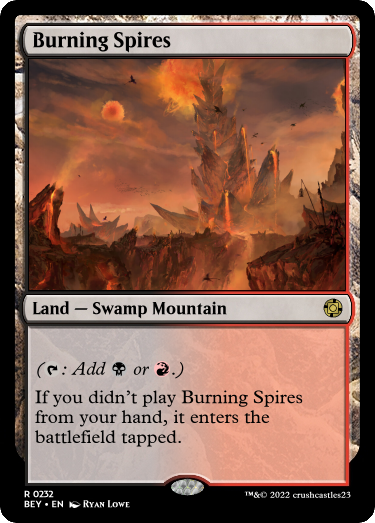 Burning Spires
Land — Swamp Mountain
(: Add or .)
If you didn't play Burning Spires
from your hand, it enters the
battlefield tapped.
R 0232
BEY • EN Ryan Lowe
™&© 2022 crushcastles23